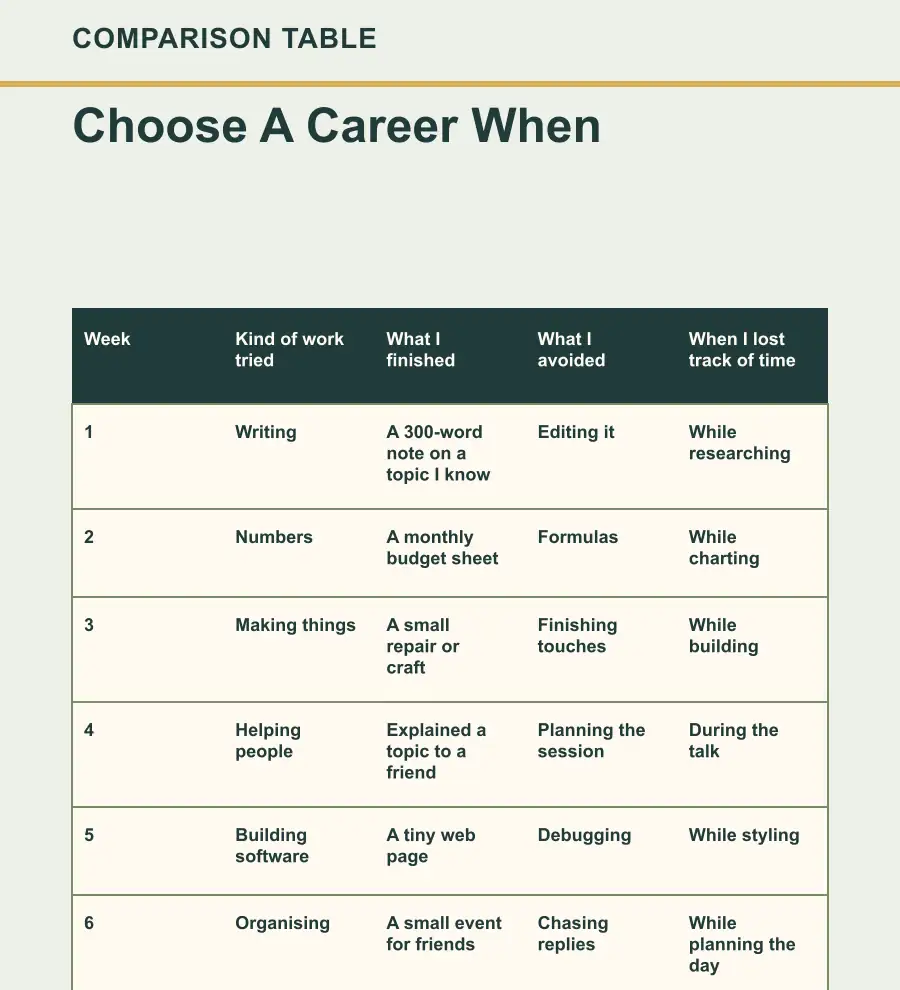 COMPARISON TABLE
Choose A Career When
Week
Kind of work
tried
What I
finished
What I
avoided
When I lost
track of time
1
Writing
A 300-word
note on a
topic I know
Editing it
While
researching
2
Numbers
A monthly
budget sheet
Formulas
While
charting
3
Making things
A small
repair or
craft
Finishing
touches
While
building
4
Helping
people
Explained a
topic to a
friend
Planning the
session
During the
talk
5
Building
software
A tiny web
page
Debugging
While styling
6
Organising
A small event
for friends
Chasing
replies
While
planning the
day